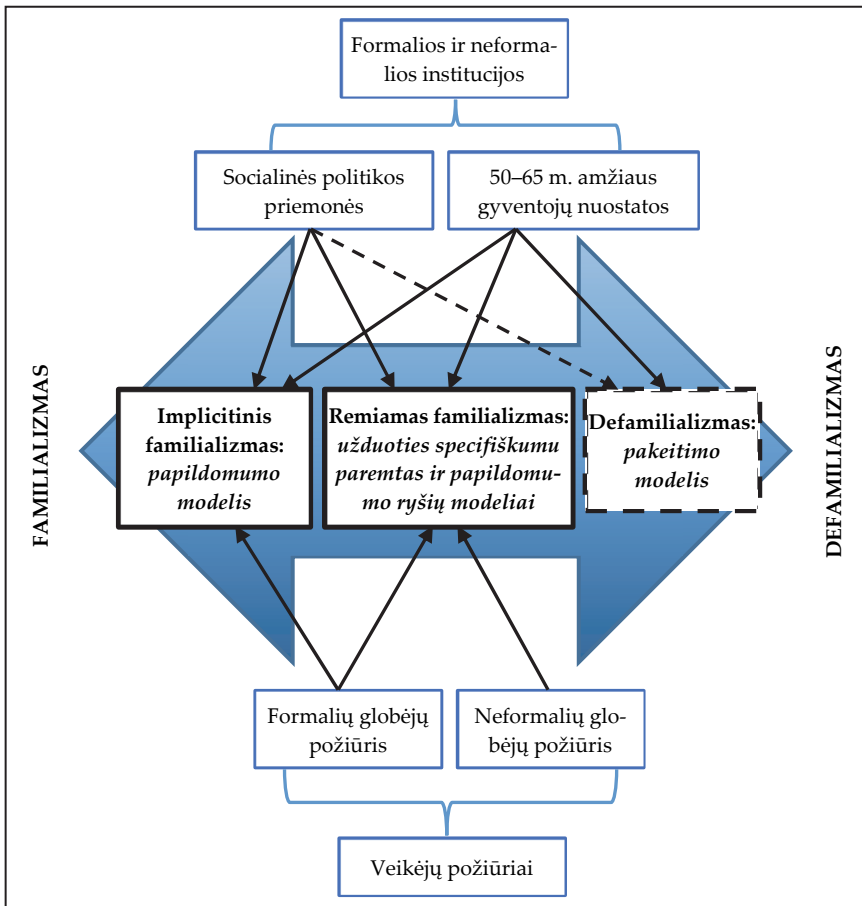 Formalios ir neforma-
lios institucijos
Socialinės politikos
priemonės
50–65 m. amžiaus
gyventojų nuostatos
FAMILIALIZMAS
Implicitinis
familializmas:
papildomumo
modelis
Remiamas familializmas:
užduoties specifiškumu
paremtas ir papildomu-
mo ryšių modeliai
Defamilializmas:
pakeitimo
modelis
DEFAMILIALIZMAS
Formalių globėjų
požiūris
Neformalių glo-
bėjų požiūris
Veikėjų požiūriai